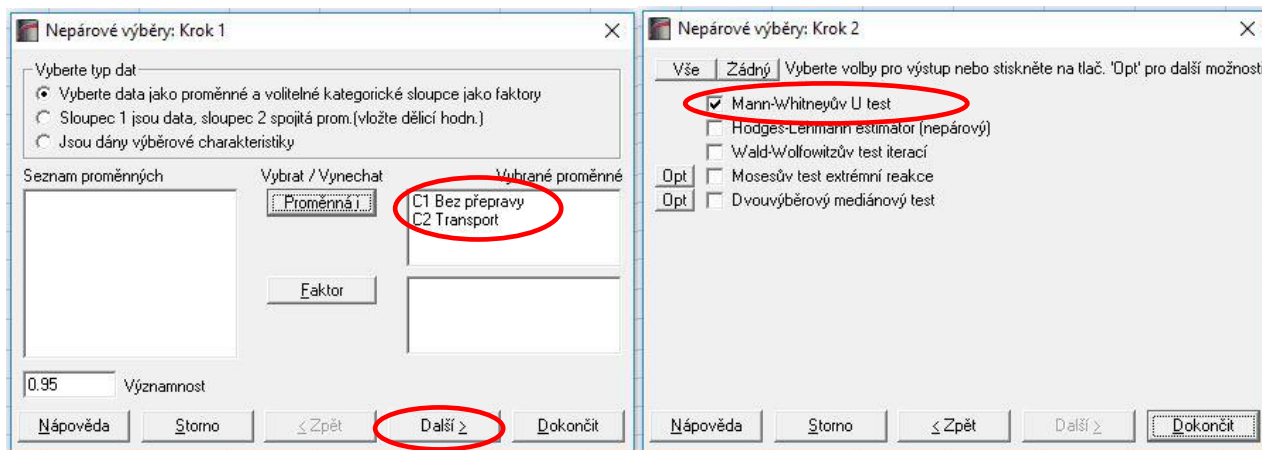 Nepárové výběry: Krok 1
Vyberte typ dat
Vyberte data jako proměnné a volitelné kategorické sloupce jako faktory
Sloupec 1 jsou data, sloupec 2 spojitá prom.(vložte dělicí hodn.)
Jsou dány výběrové charakteristiky
Seznam proměnných
Vybrat / Vynechat
Vybrané proměnné
Proměnná i
C1 Bez přepravy
C2 Transport
Faktor
0.95 Významnost
Nápověda
Storno
< Zpět
Další >
Dokončit
Nepárové výběry: Krok 2
Vše
Žádný
Vyberte volby pro výstup nebo stiskněte na tlač. 'Opt' pro další možnosti
Mann-Whitneyův U test
Hodges-Lehmann estimator (nepárový)
Wald-Wolfowitzův test iterací
Opt Mosesův test extrémní reakce
Opt Dvouvýběrový mediánový test
Nápověda
Storno
< Zpět
Další >
Dokončit